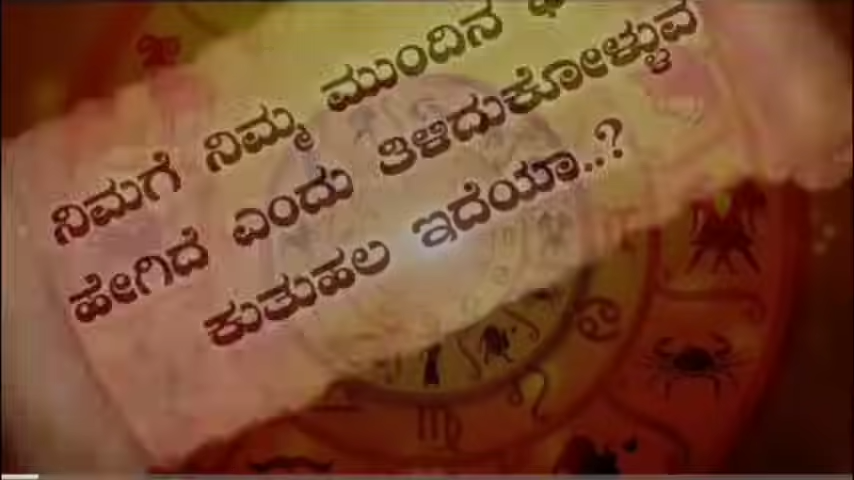 ನಿಮಗೆ ನಿಮ್ಮ ಮುಂದಿನ
ಹೇಗಿದೆ ಎಂದು ತಿಳಿದುಕೋಳ್ಳುವ
ಕುತುಹಲ ಇದೆಯಾ..?